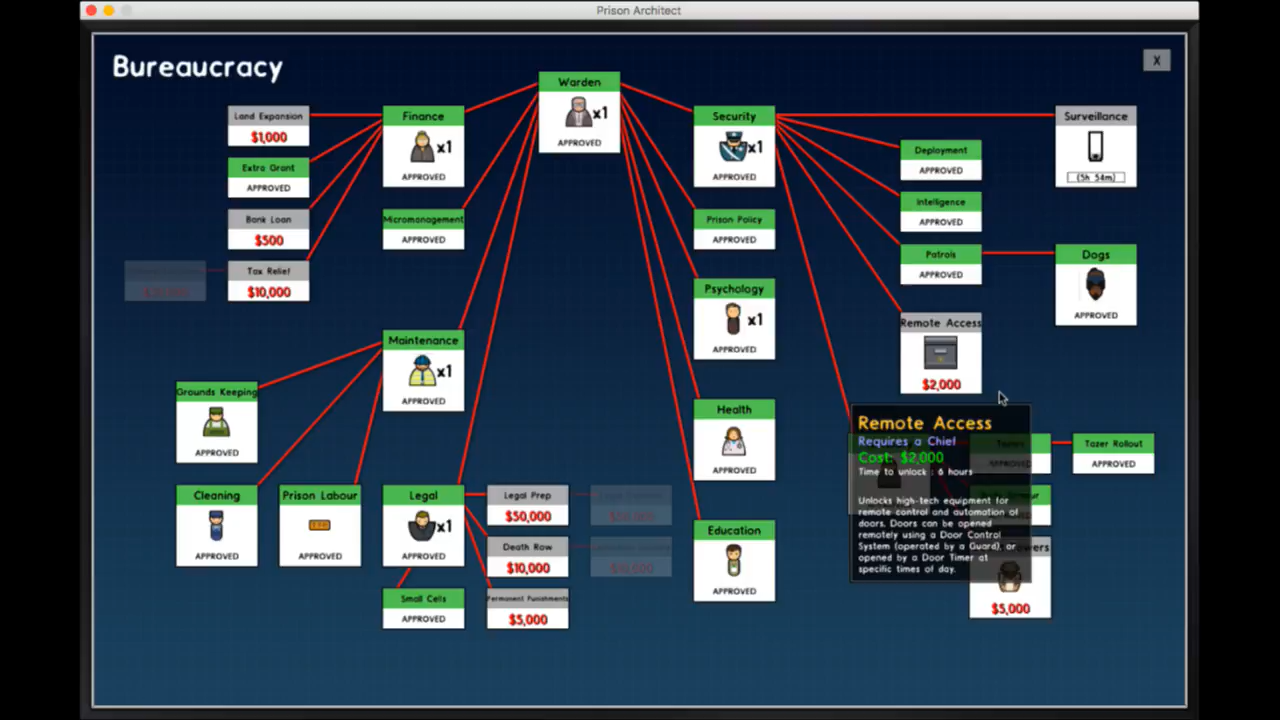 Prison Architect
Bureaucracy
X
Warden
x1
APPROVED
Land Expansion
$1,000
Finance
x1
APPROVED
Security
x1
APPROVED
Surveillance
(5h 54m)
Extra Grant
APPROVED
Deployment
APPROVED
Bank Loan
$500
Micromanagement
APPROVED
Prison Policy
APPROVED
Intelligence
APPROVED
Tax Relief
$10,000
Patrols
APPROVED
Dogs
APPROVED
Psychology
x1
APPROVED
Remote Access
$2,000
Maintenance
x1
APPROVED
Grounds Keeping
APPROVED
Health
APPROVED
Remote Access
Requires a Chief
Cost: $2,000
Time to unlock : 6 hours
Unlocks high-tech equipment for
remote control and automation of
doors. Doors can be opened
remotely using a Door Control
System (operated by a Guard), or
opened by a Door Timer at
specific times of day.
Tazer Rollout
APPROVED
Cleaning
APPROVED
Prison Labour
APPROVED
Legal
x1
APPROVED
Legal Prep
$50,000
Death Row
$10,000
Permanent Punishments
$5,000
Small Cells
APPROVED
Education
APPROVED
$5,000